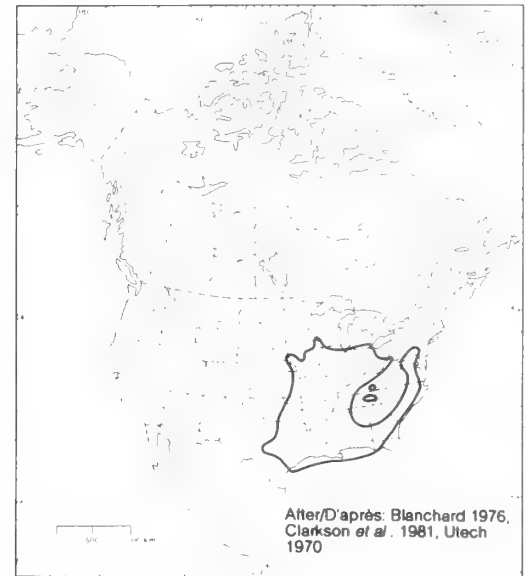 After/D'après: Blanchard 1976,
Clarkson et al. 1981, Utech
1970